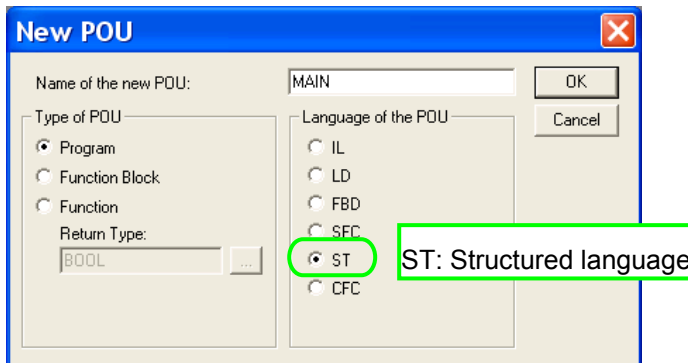 New POU
Name of the new POU:
MAIN
OK
Cancel
Type of POU
Program
Function Block
Function
Return Type:
BOOL
...
Language of the POU
IL
LD
FBD
SFC
ST
CFC
ST: Structured language